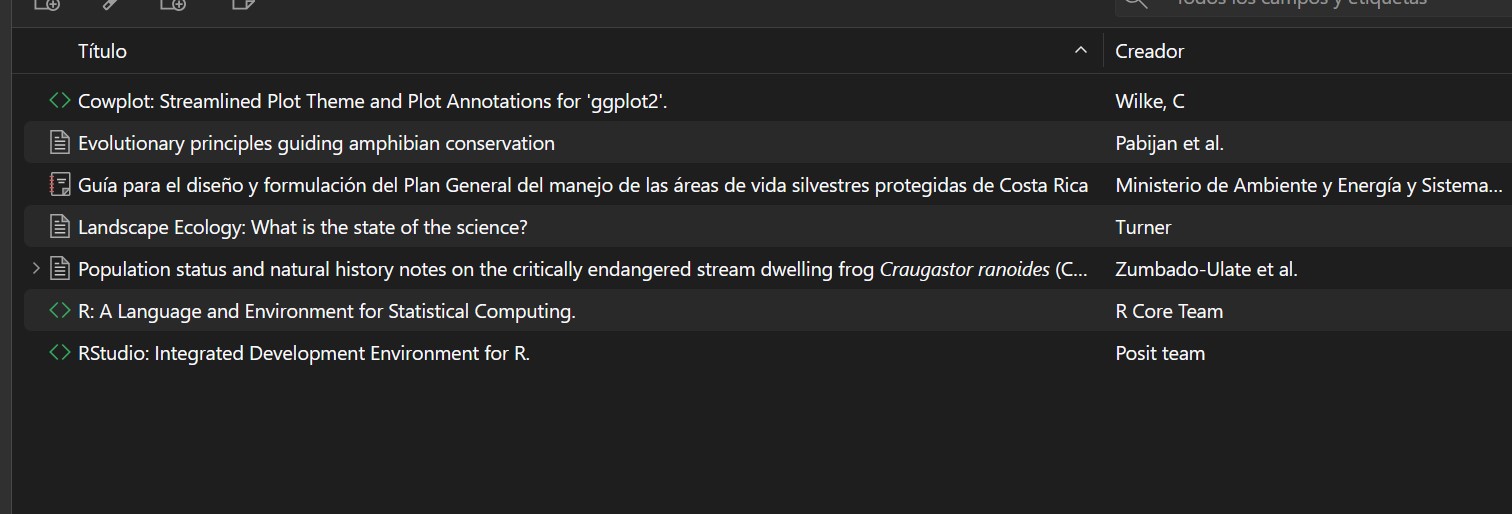 Todos los campos y etiquetas
Título Creador
Cowplot: Streamlined Plot Theme and Plot Annotations for 'ggplot2'. Wilke, C
Evolutionary principles guiding amphibian conservation Pabijan et al.
Guía para el diseño y formulación del Plan General del manejo de las áreas de vida silvestres protegidas de Costa Rica Ministerio de Ambiente y Energía y Sistema...
Landscape Ecology: What is the state of the science? Turner
Population status and natural history notes on the critically endangered stream dwelling frog Craugastor ranoides (C... Zumbado-Ulate et al.
R: A Language and Environment for Statistical Computing. R Core Team
RStudio: Integrated Development Environment for R. Posit team